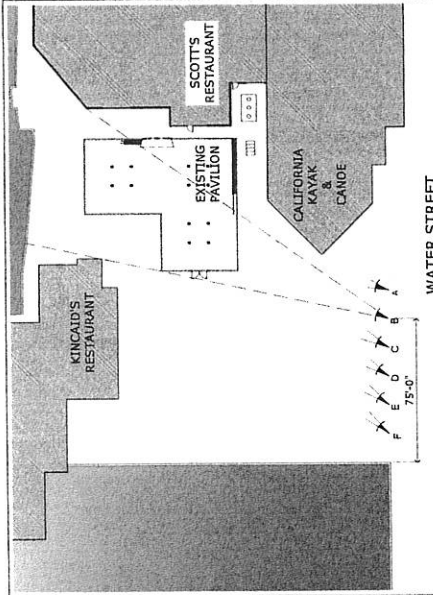 KINCAID'S
RESTAURANT
SCOTT'S
RESTAURANT
EXISTING
PAVILION
CALIFORNIA
KAYAK
&
CANOE
A
B
C
D
E
F
75'-0"
WATER STREET